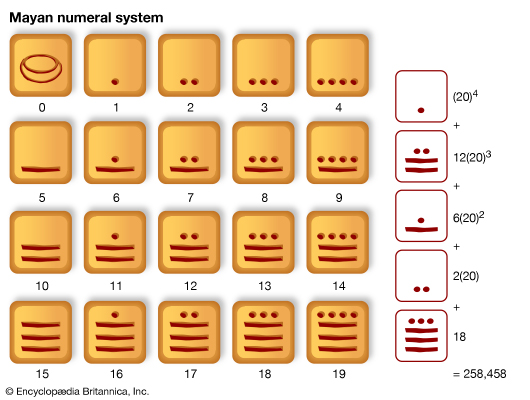 Mayan numeral system
0 1 2 3 4
5 6 7 8 9
10 11 12 13 14
15 16 17 18 19
(20)⁴
+
12(20)³
+
6(20)²
+
2(20)
+
18
= 258,458
© Encyclopædia Britannica, Inc.